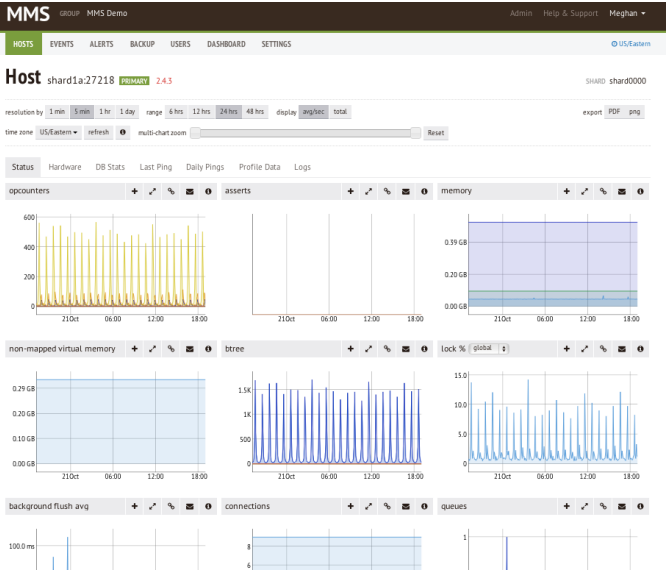 MMS GROUP MMS Demo Admin Help & Support Meghan
HOSTS EVENTS ALERTS BACKUP USERS DASHBOARD SETTINGS US/Eastern
Host shard1a:27218 PRIMARY 2.4.3 SHARD shard0000
resolution by 1 min 5 min 1 hr 1 day range 6 hrs 12 hrs 24 hrs 48 hrs display avg/sec total export PDF png
time zone US/Eastern refresh multi-chart zoom Reset
Status Hardware DB Stats Last Ping Daily Pings Profile Data Logs
opcounters asserts memory
600
400
200
0
0.39 GB
0.20 GB
0.00 GB
21Oct 06:00 12:00 18:00 21Oct 06:00 12:00 18:00 21Oct 06:00 12:00 18:00
non-mapped virtual memory btree lock % global
0.29 GB
0.20 GB
0.10 GB
0.00 GB
1.5K
1K
500
0
15.0
10.0
5.0
0
21Oct 06:00 12:00 18:00 21Oct 06:00 12:00 18:00 21Oct 06:00 12:00 18:00
background flush avg connections queues
100.0 ms
8
6
1